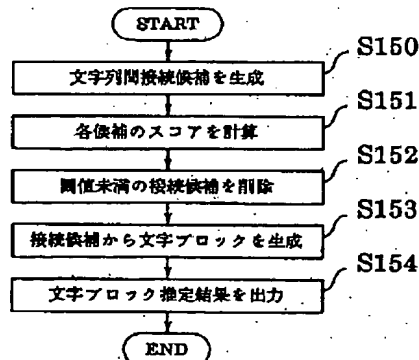 START
S150
文字列間接続候補を生成
S151
各候補のスコアを計算
S152
閾値未満の接続候補を削除
S153
接続候補から文字ブロックを生成
S154
文字ブロック推定結果を出力
END